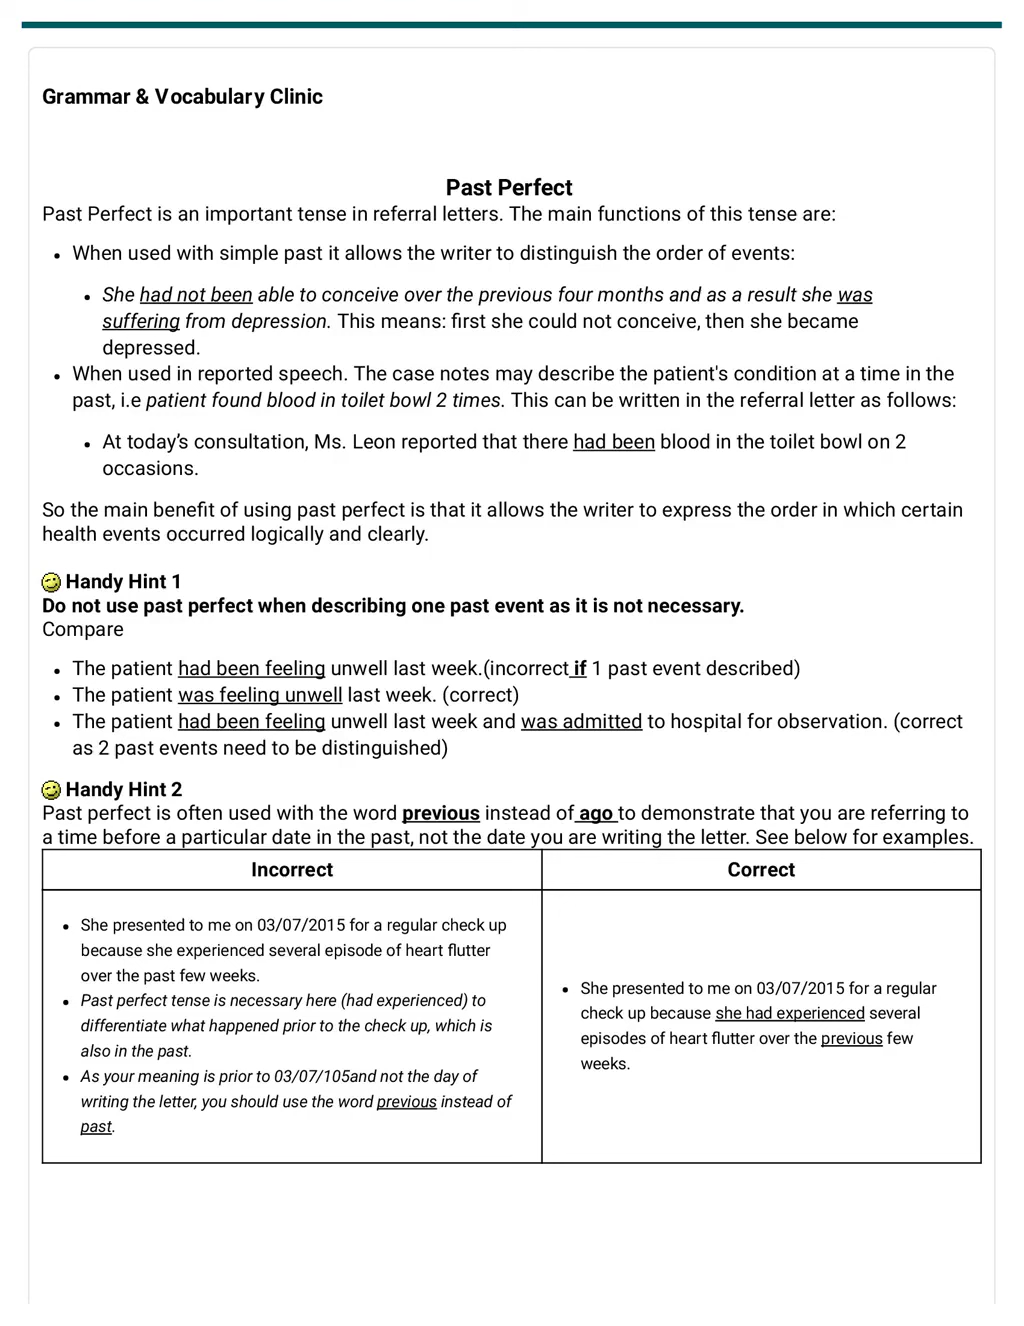 Grammar & Vocabulary Clinic
Past Perfect
Past Perfect is an important tense in referral letters. The main functions of this tense are:
• When used with simple past it allows the writer to distinguish the order of events:
• She had not been able to conceive over the previous four months and as a result she was
suffering from depression. This means: first she could not conceive, then she became
depressed.
• When used in reported speech. The case notes may describe the patient's condition at a time in the
past, i.e patient found blood in toilet bowl 2 times. This can be written in the referral letter as follows:
• At today’s consultation, Ms. Leon reported that there had been blood in the toilet bowl on 2
occasions.
So the main benefit of using past perfect is that it allows the writer to express the order in which certain
health events occurred logically and clearly.
Handy Hint 1
Do not use past perfect when describing one past event as it is not necessary.
Compare
• The patient had been feeling unwell last week.(incorrect if 1 past event described)
• The patient was feeling unwell last week. (correct)
• The patient had been feeling unwell last week and was admitted to hospital for observation. (correct
as 2 past events need to be distinguished)
Handy Hint 2
Past perfect is often used with the word previous instead of ago to demonstrate that you are referring to
a time before a particular date in the past, not the date you are writing the letter. See below for examples.
Incorrect
• She presented to me on 03/07/2015 for a regular check up
because she experienced several episode of heart flutter
over the past few weeks.
• Past perfect tense is necessary here (had experienced) to
differentiate what happened prior to the check up, which is
also in the past.
• As your meaning is prior to 03/07/105and not the day of
writing the letter, you should use the word previous instead of
past.
Correct
• She presented to me on 03/07/2015 for a regular
check up because she had experienced several
episodes of heart flutter over the previous few
weeks.